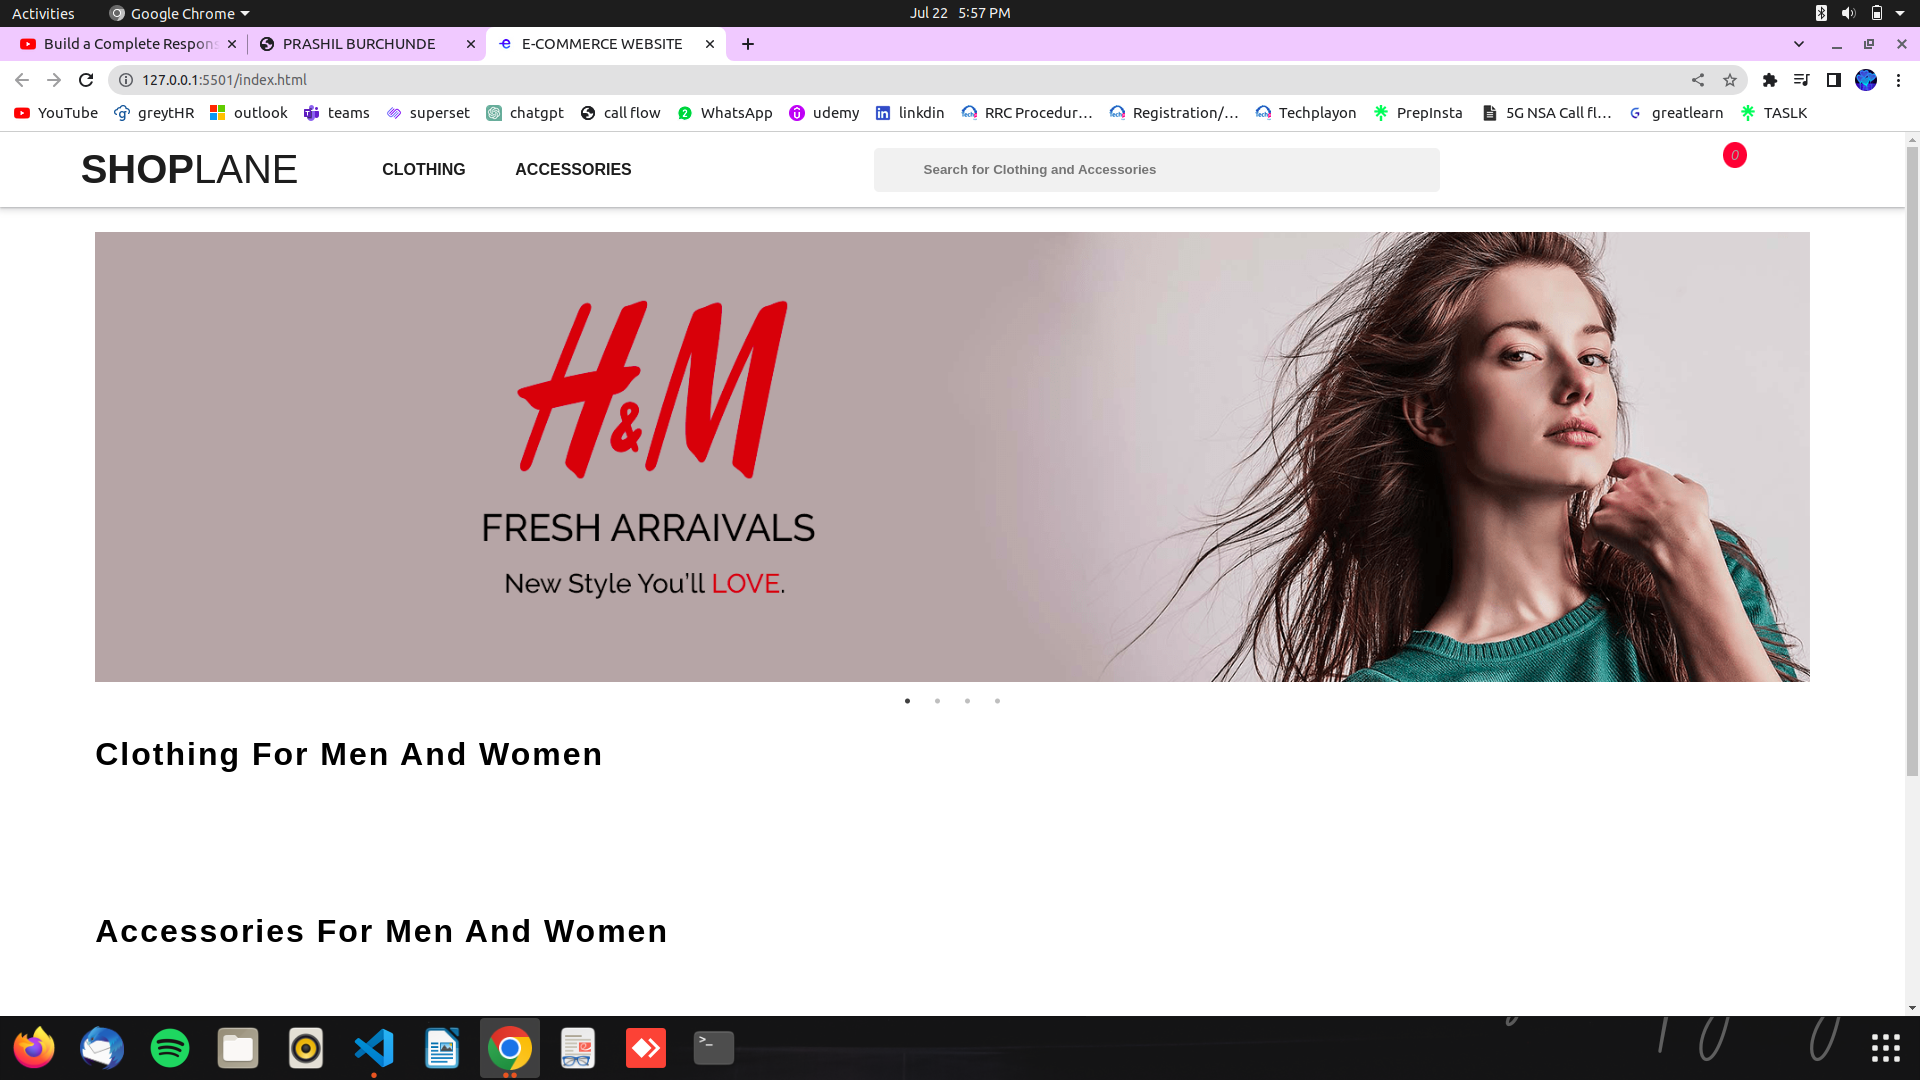 Activities
Google Chrome
Jul 22 5:57 PM
Build a Complete Respons
PRASHIL BURCHUNDE
E-COMMERCE WEBSITE
127.0.0.1:5501/index.html
YouTube
greytHR
outlook
teams
superset
chatgpt
call flow
WhatsApp
udemy
linkdin
RRC Procedur…
Registration/…
Techplayon
PrepInsta
5G NSA Call fl…
greatlearn
TASLK
SHOPLANE
CLOTHING
ACCESSORIES
Search for Clothing and Accessories
0
H&M
FRESH ARRAIVALS
New Style You'll LOVE.
Clothing For Men And Women
Accessories For Men And Women